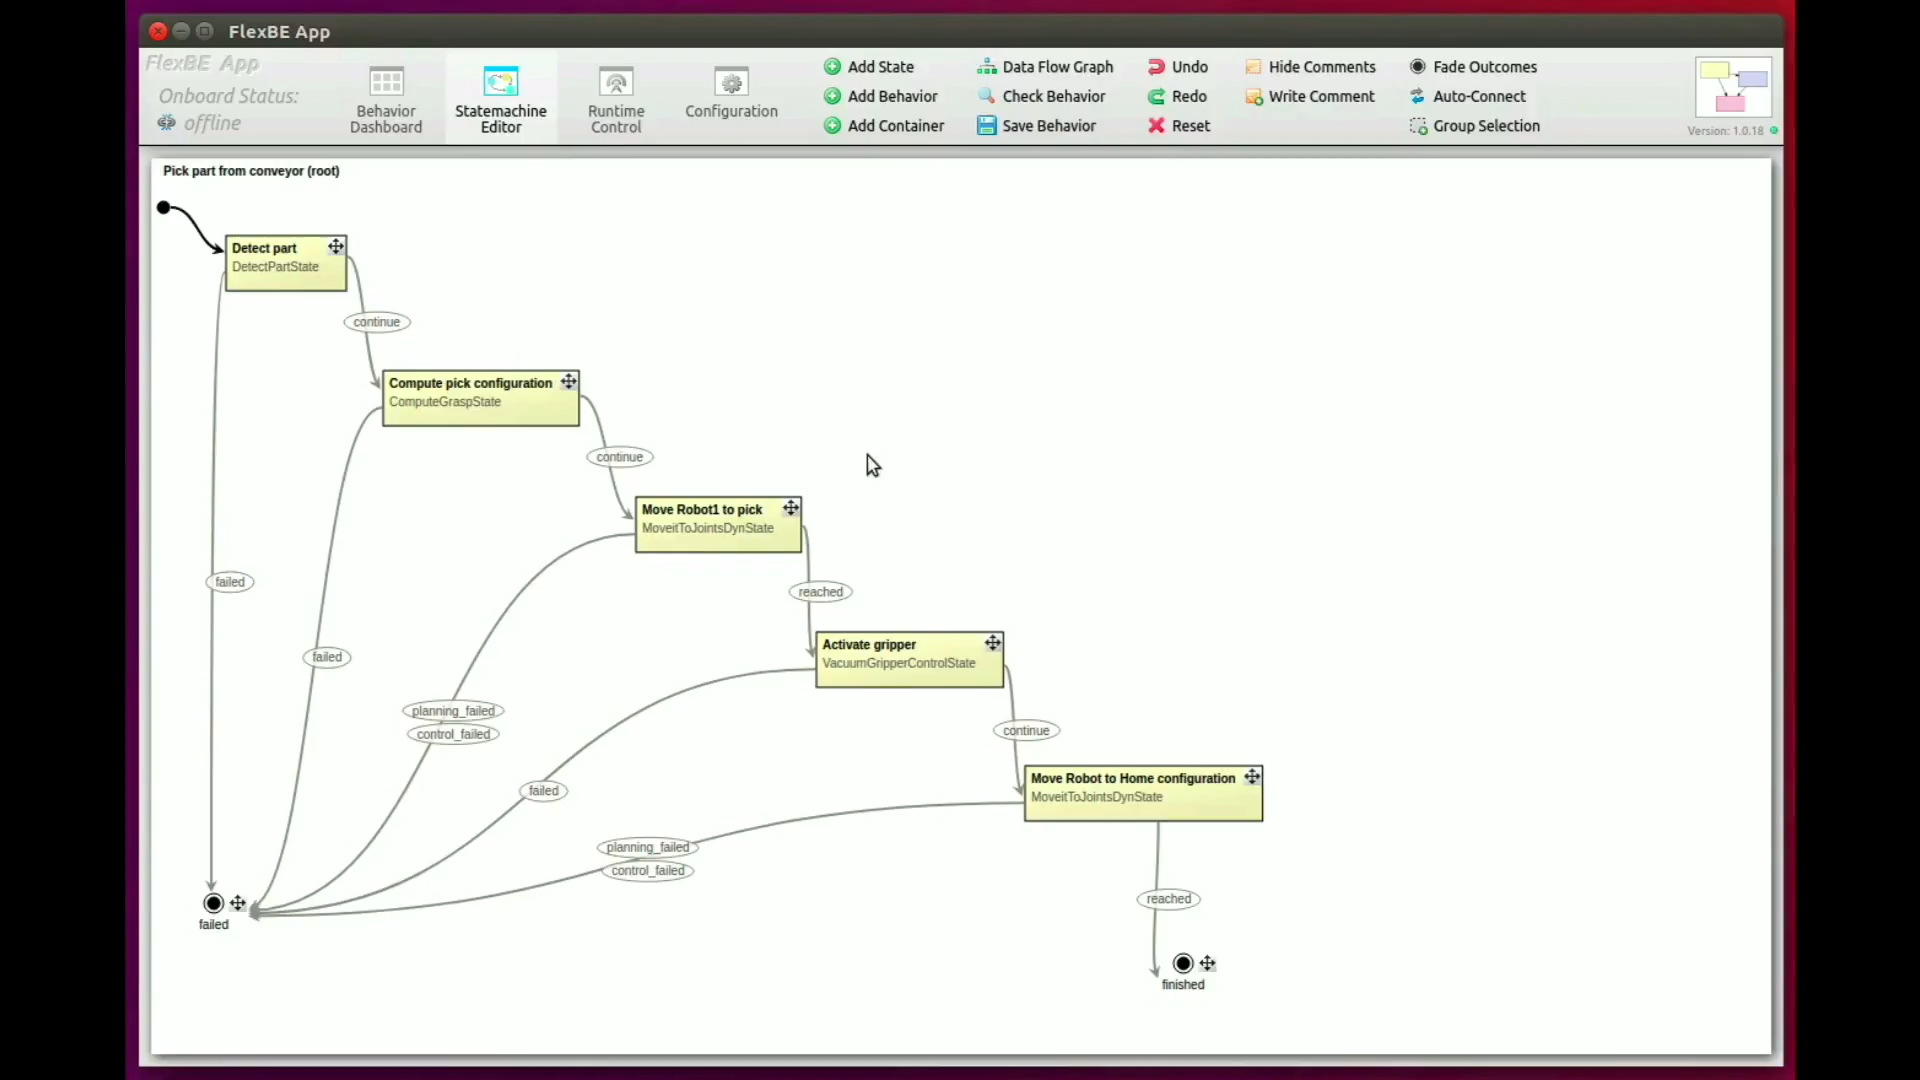 FlexBE App
FlexBE App
Onboard Status:
offline
Behavior
Dashboard
Statemachine
Editor
Runtime
Control
Configuration
Add State
Add Behavior
Add Container
Data Flow Graph
Check Behavior
Save Behavior
Undo
Redo
Reset
Hide Comments
Write Comment
Fade Outcomes
Auto-Connect
Group Selection
Version: 1.0.18
Pick part from conveyor (root)
Detect part
DetectPartState
continue
Compute pick configuration
ComputeGraspState
continue
Move Robot1 to pick
MoveitToJointsDynState
failed
reached
Activate gripper
VacuumGripperControlState
failed
planning_failed
control_failed
continue
Move Robot to Home configuration
MoveitToJointsDynState
failed
planning_failed
control_failed
reached
failed
finished